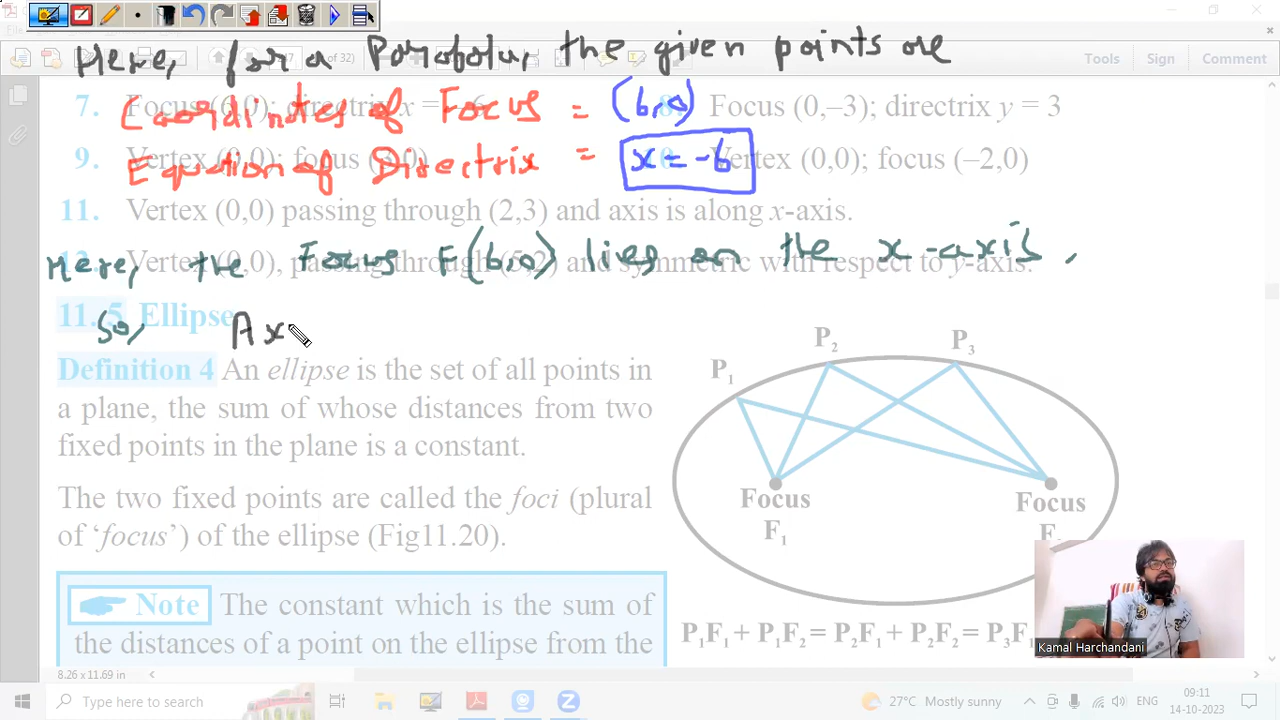 Here, for a Parabola, the given points are
7. Focus (6,0); directrix x = – 6
8. Focus (0,–3); directrix y = 3
Coordinates of Focus = (6,0)
9. Vertex (0,0); focus (3,0)
10. Vertex (0,0); focus (–2,0)
Equation of Directrix = x = -6
11. Vertex (0,0) passing through (2,3) and axis is along x-axis.
Here, the Focus F(6,0) lies on the x-axis,
12. Vertex (0,0), passing through (5,2) and symmetric with respect to y-axis.
11.5 Ellipse
So, Ax
Definition 4 An ellipse is the set of all points in
a plane, the sum of whose distances from two
fixed points in the plane is a constant.
The two fixed points are called the foci (plural
of ‘focus’) of the ellipse (Fig11.20).
Note The constant which is the sum of
the distances of a point on the ellipse from the
P1
P2
P3
Focus
F1
Focus
P1F1 + P1F2 = P2F1 + P2F2 = P3F1
Kamal Harchandani
Sign
Comment
of 32)
8.26 x 11.69 in
Type here to search
27°C Mostly sunny
ENG
09:11
14-10-2023